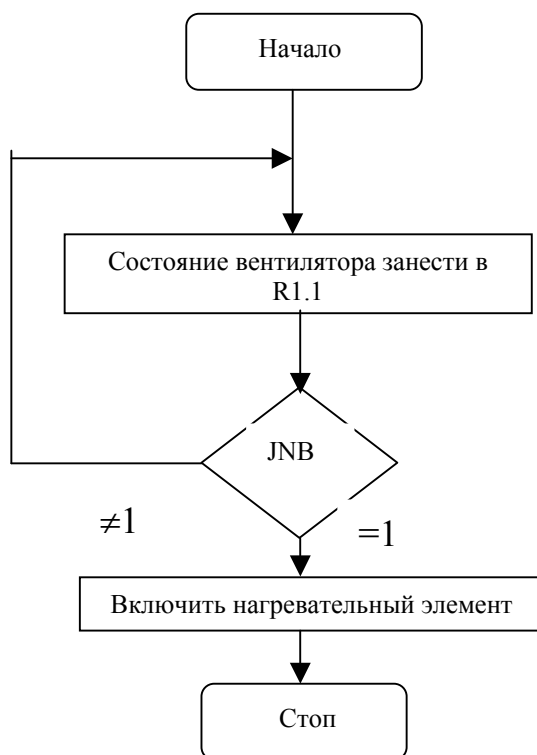 Начало
Состояние вентилятора занести в
R1.1
JNB
≠1
=1
Включить нагревательный элемент
Стоп